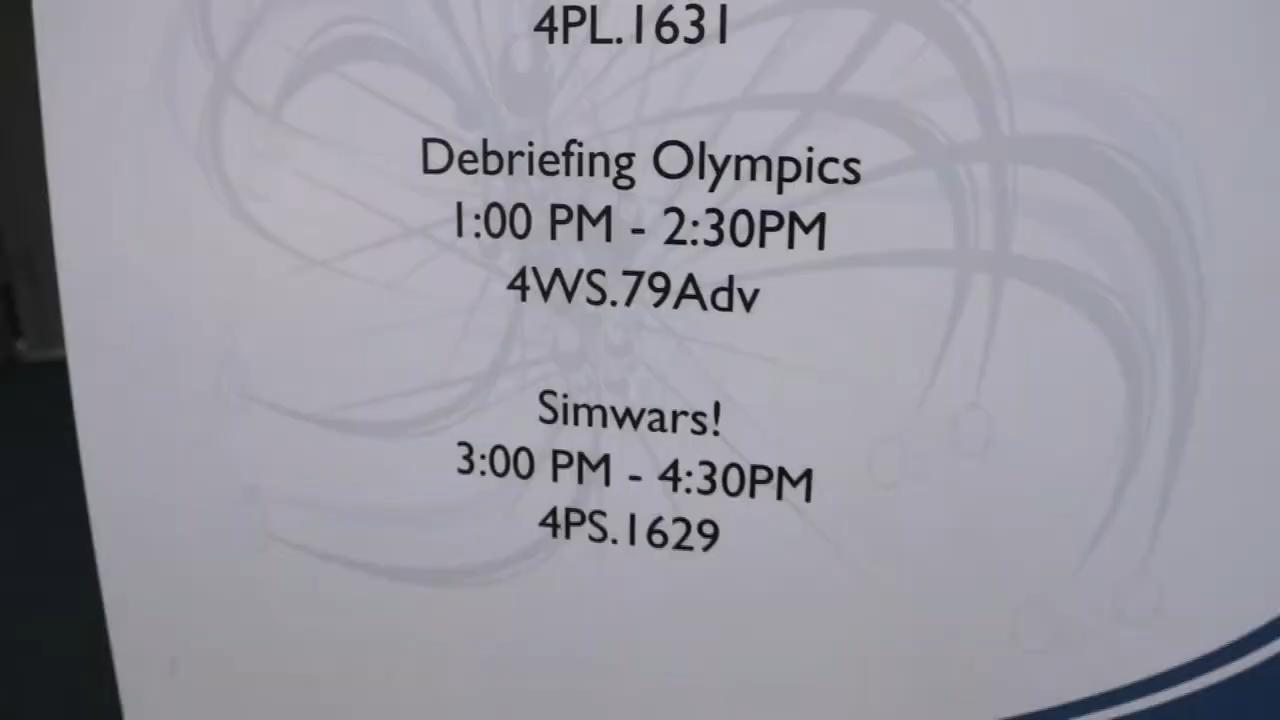 4PL.1631
Debriefing Olympics
1:00 PM - 2:30PM
4WS.79Adv
Simwars!
3:00 PM - 4:30PM
4PS.1629